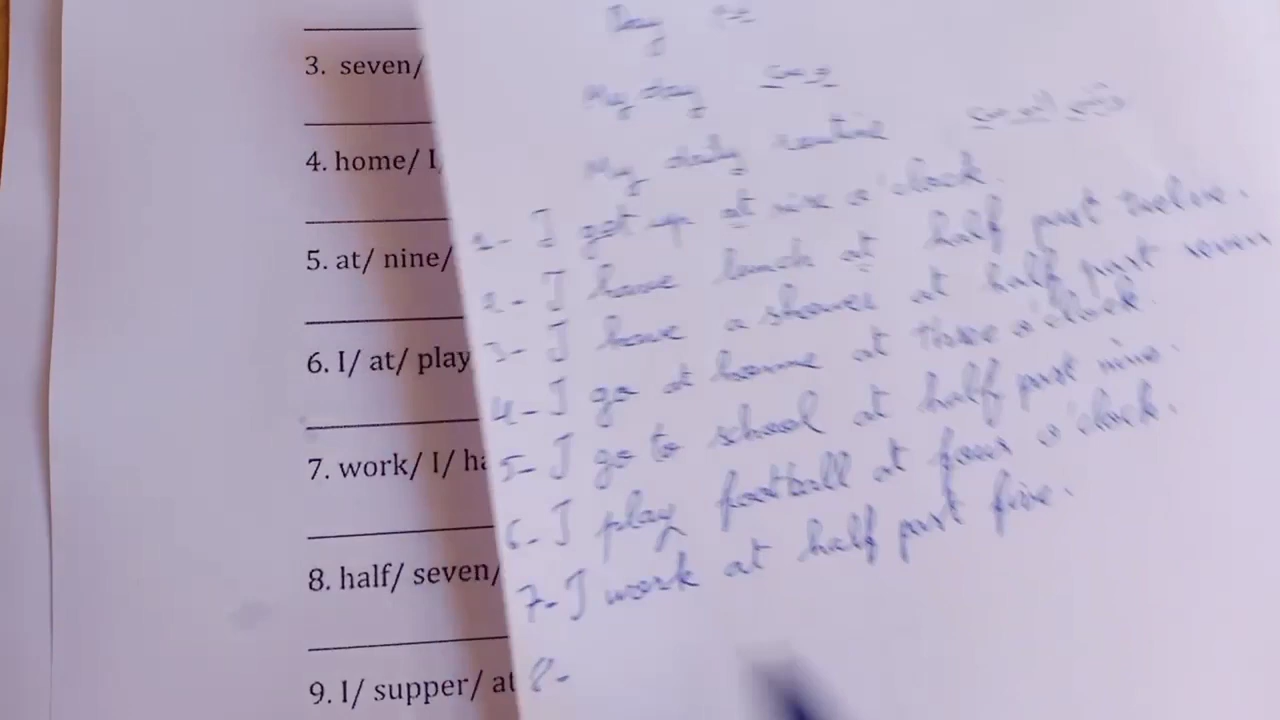 3. seven/
4. home/ I/
5. at/ nine/
6. I/ at/ play
7. work/ I/ ha
8. half/ seven/
9. I/ supper/ at
Day
My day
My daily routine
1- I get up at nine o'clock.
2- I have lunch at half past twelve.
3- I have a shower at half past seven
4- I go at home at three o'clock.
5- I go to school at half past nine.
6- I play football at four o'clock.
7- I work at half past five.
8-